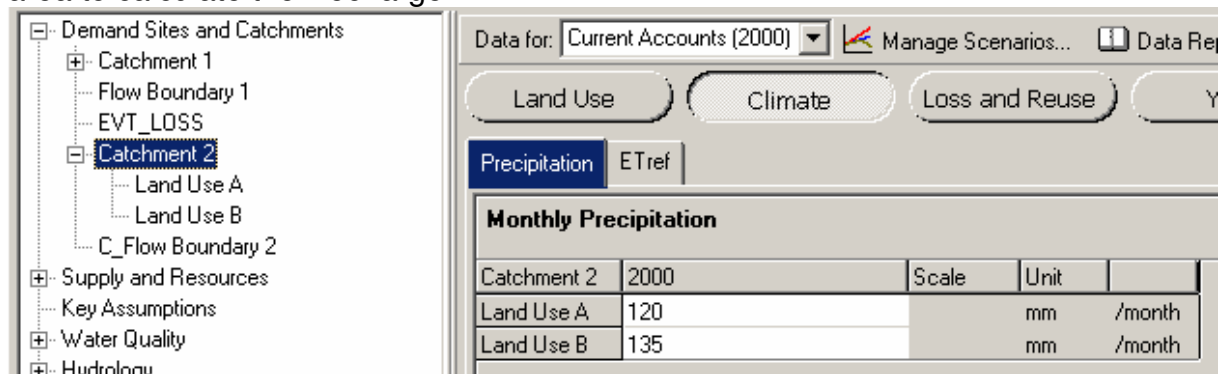 Demand Sites and Catchments
Catchment 1
Flow Boundary 1
EVT_LOSS
Catchment 2
Land Use A
Land Use B
C_Flow Boundary 2
Supply and Resources
Key Assumptions
Water Quality
Hydrology
Data for: Current Accounts (2000) Manage Scenarios... Data Rep
Land Use Climate Loss and Reuse Y
Precipitation ETref
Monthly Precipitation
Catchment 2 2000 Scale Unit
Land Use A 120 mm /month
Land Use B 135 mm /month